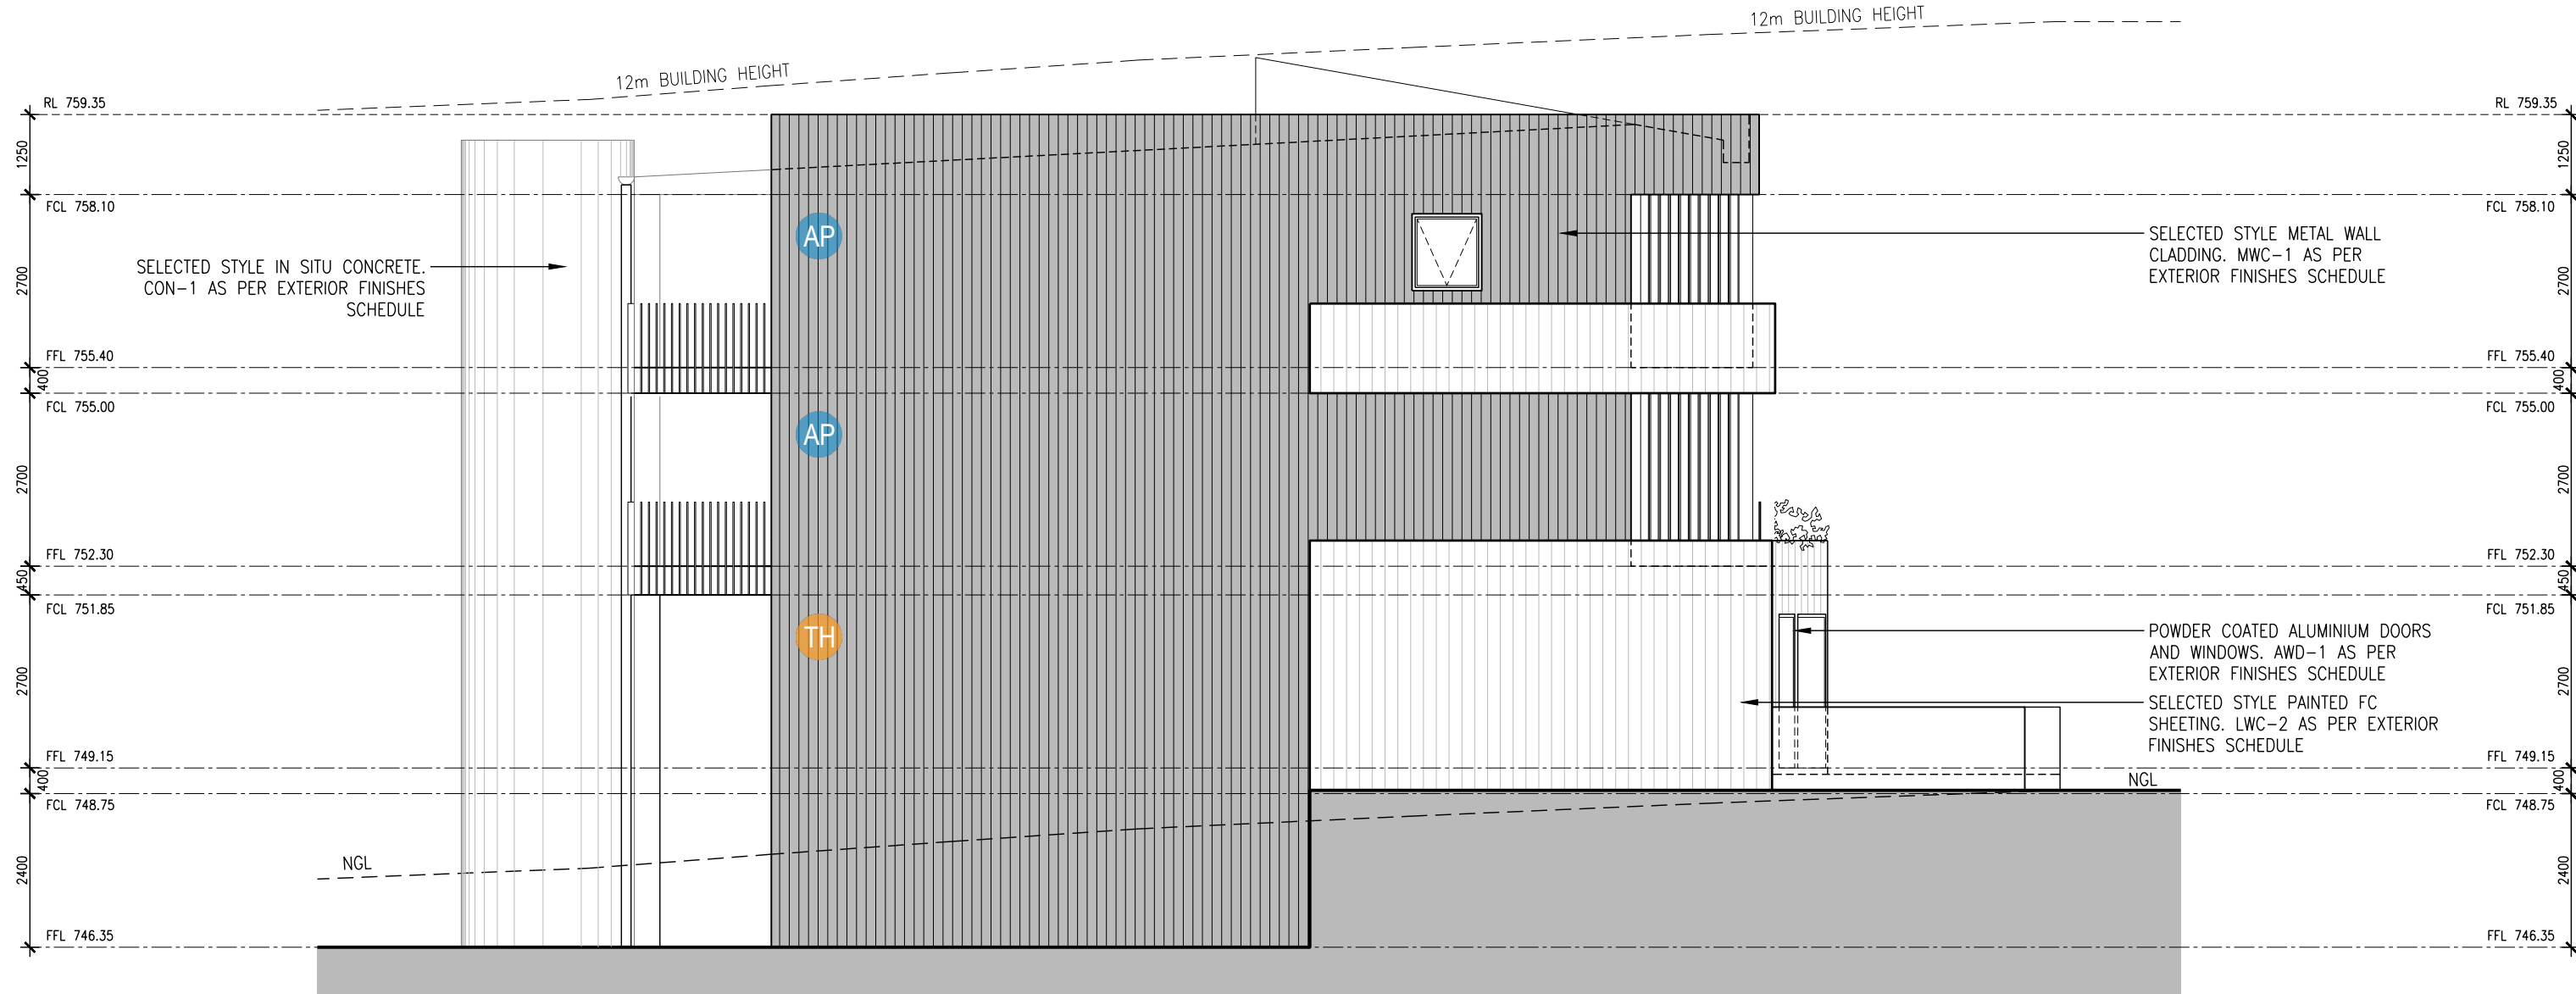 12m BUILDING HEIGHT
12m BUILDING HEIGHT
RL 759.35
RL 759.35
1250
1250
FCL 758.10
FCL 758.10
AP
SELECTED STYLE METAL WALL
CLADDING. MWC-1 AS PER
EXTERIOR FINISHES SCHEDULE
SELECTED STYLE IN SITU CONCRETE.
CON-1 AS PER EXTERIOR FINISHES
SCHEDULE
2700
2700
FFL 755.40
FFL 755.40
400
400
FCL 755.00
FCL 755.00
AP
2700
2700
FFL 752.30
FFL 752.30
450
450
FCL 751.85
FCL 751.85
TH
POWDER COATED ALUMINIUM DOORS
AND WINDOWS. AWD-1 AS PER
EXTERIOR FINISHES SCHEDULE
2700
2700
SELECTED STYLE PAINTED FC
SHEETING. LWC-2 AS PER EXTERIOR
FINISHES SCHEDULE
FFL 749.15
FFL 749.15
400
NGL
400
FCL 748.75
FCL 748.75
NGL
2400
2400
FFL 746.35
FFL 746.35